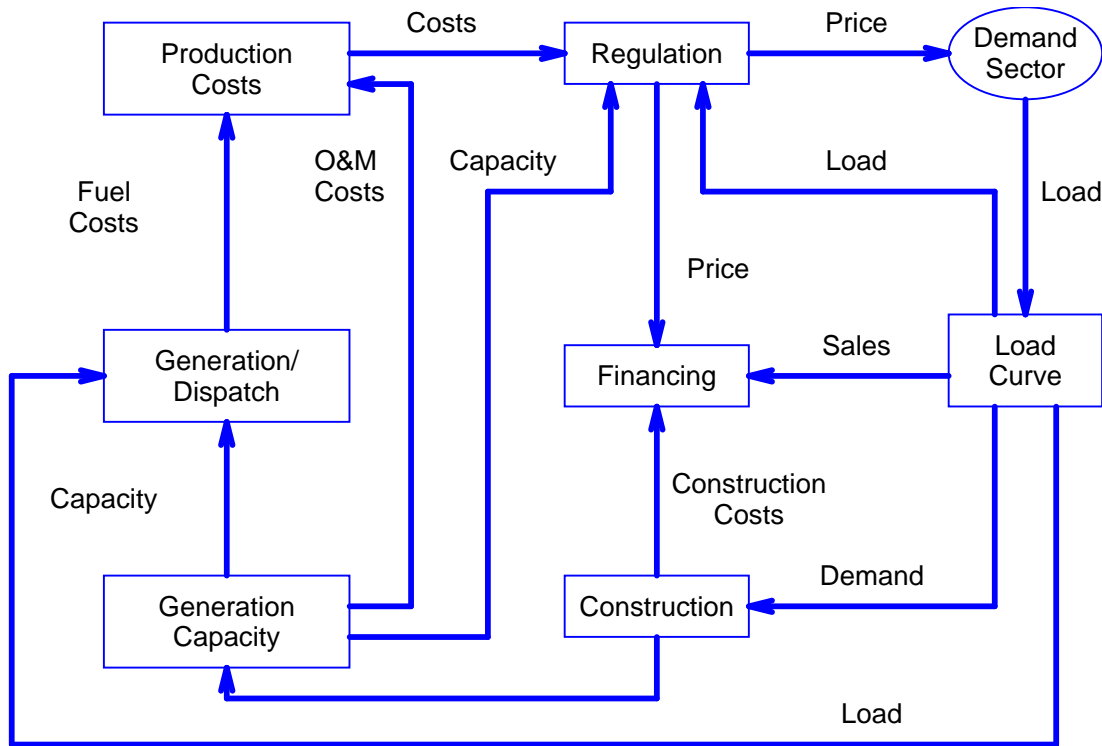 Costs
Price
Production
Costs
Regulation
Demand
Sector
O&M
Costs
Capacity
Load
Fuel
Costs
Load
Price
Generation/
Dispatch
Sales
Financing
Load
Curve
Capacity
Construction
Costs
Generation
Capacity
Construction
Demand
Load